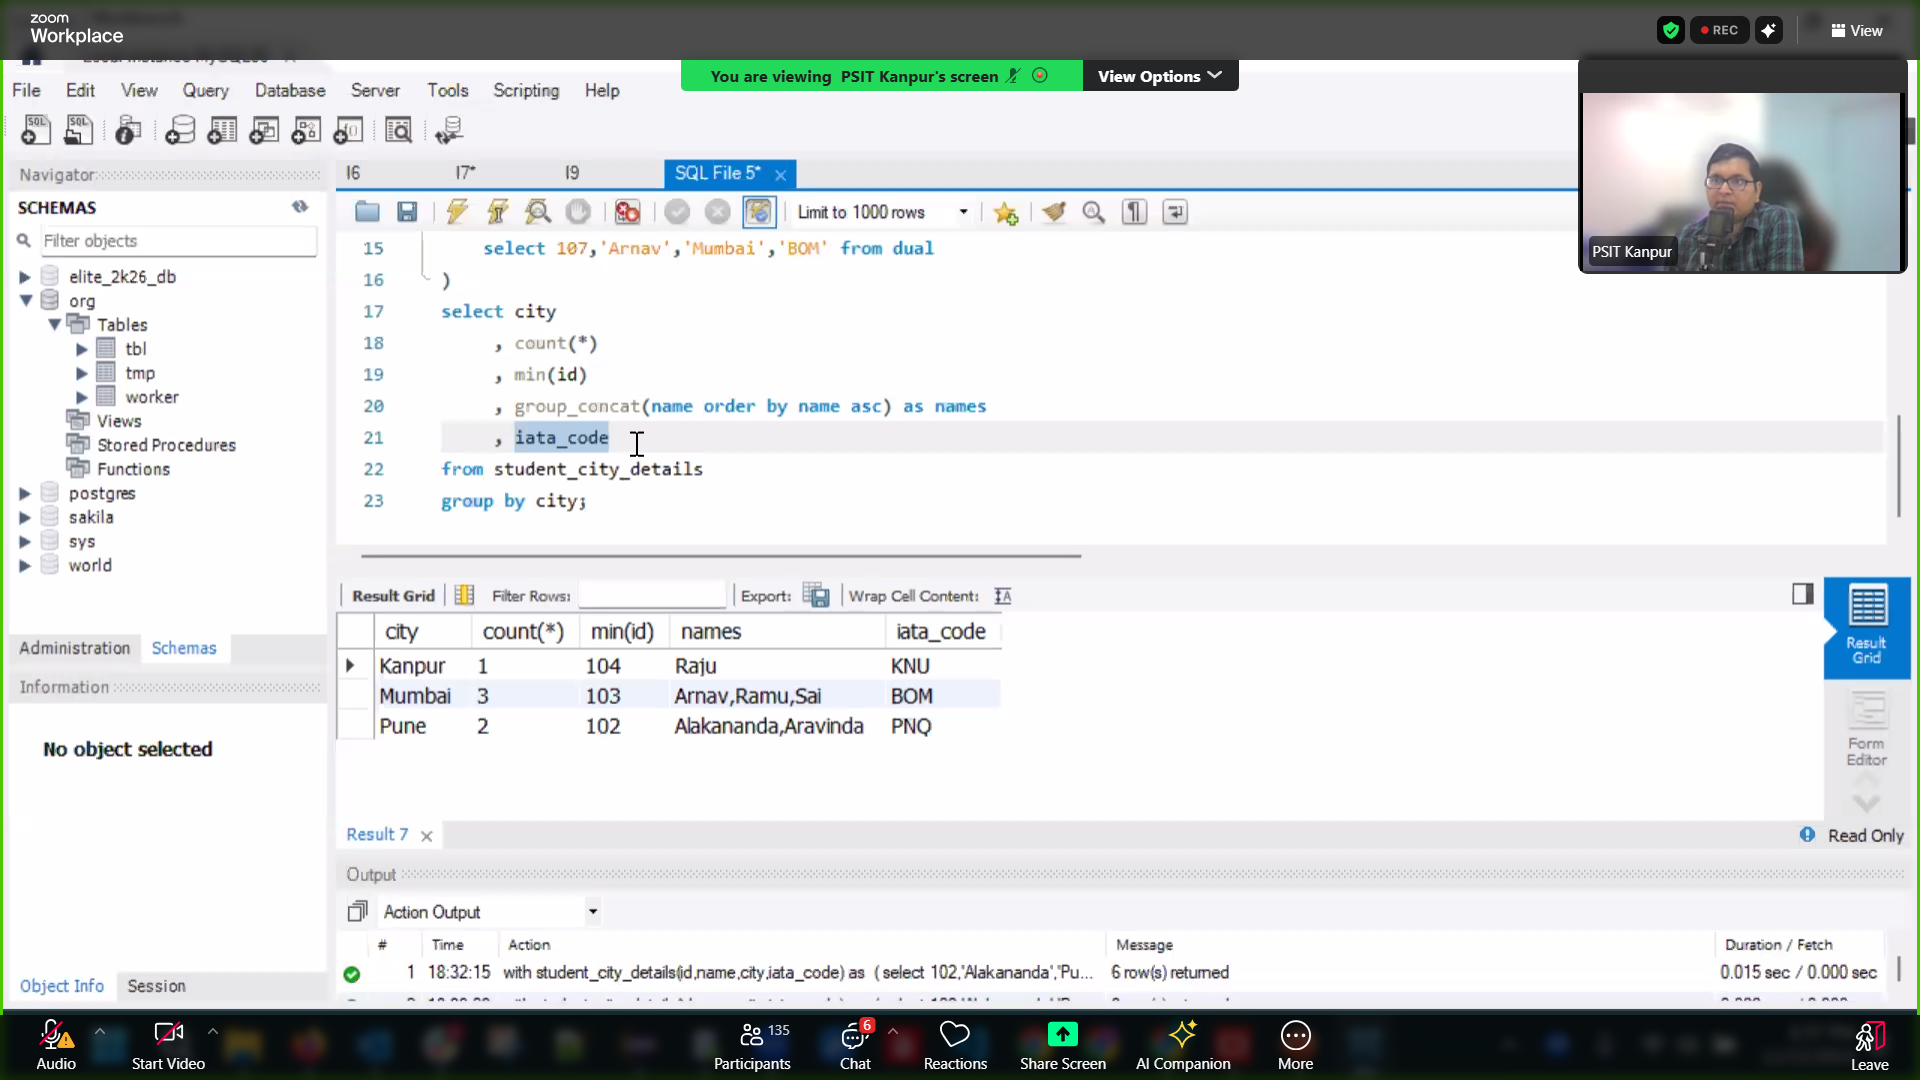 zoom
Workplace
REC
View
You are viewing PSIT Kanpur's screen
View Options
File Edit View Query Database Server Tools Scripting Help
Navigator
SCHEMAS
Filter objects
elite_2k26_db
org
Tables
tbl
tmp
worker
Views
Stored Procedures
Functions
postgres
sakila
sys
world
Administration Schemas
Information
No object selected
Object Info Session
I6 I7* I9 SQL File 5*
Limit to 1000 rows
15 select 107,'Arnav','Mumbai','BOM' from dual
16 )
17 select city
18 , count(*)
19 , min(id)
20 , group_concat(name order by name asc) as names
21 , iata_code
22 from student_city_details
23 group by city;
PSIT Kanpur
Result Grid Filter Rows: Export: Wrap Cell Content:
city count(*) min(id) names iata_code
Kanpur 1 104 Raju KNU
Mumbai 3 103 Arnav,Ramu,Sai BOM
Pune 2 102 Alakananda,Aravinda PNQ
Result Grid
Form Editor
Result 7
Read Only
Output
Action Output
# Time Action Message Duration / Fetch
1 18:32:15 with student_city_details(id,name,city,iata_code) as ( select 102,'Alakananda','Pu... 6 row(s) returned 0.015 sec / 0.000 sec
Audio Start Video Participants 135 Chat 6 Reactions Share Screen AI Companion More Leave